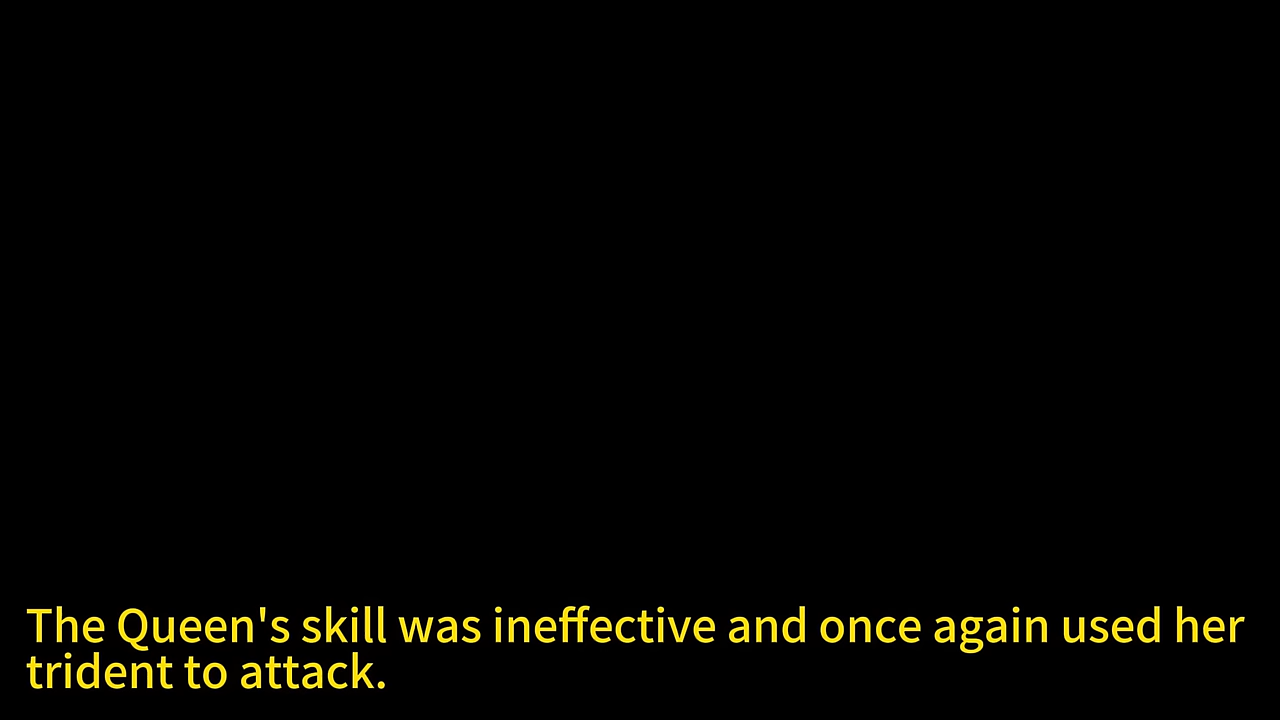 The Queen's skill was ineffective and once again used her
trident to attack.